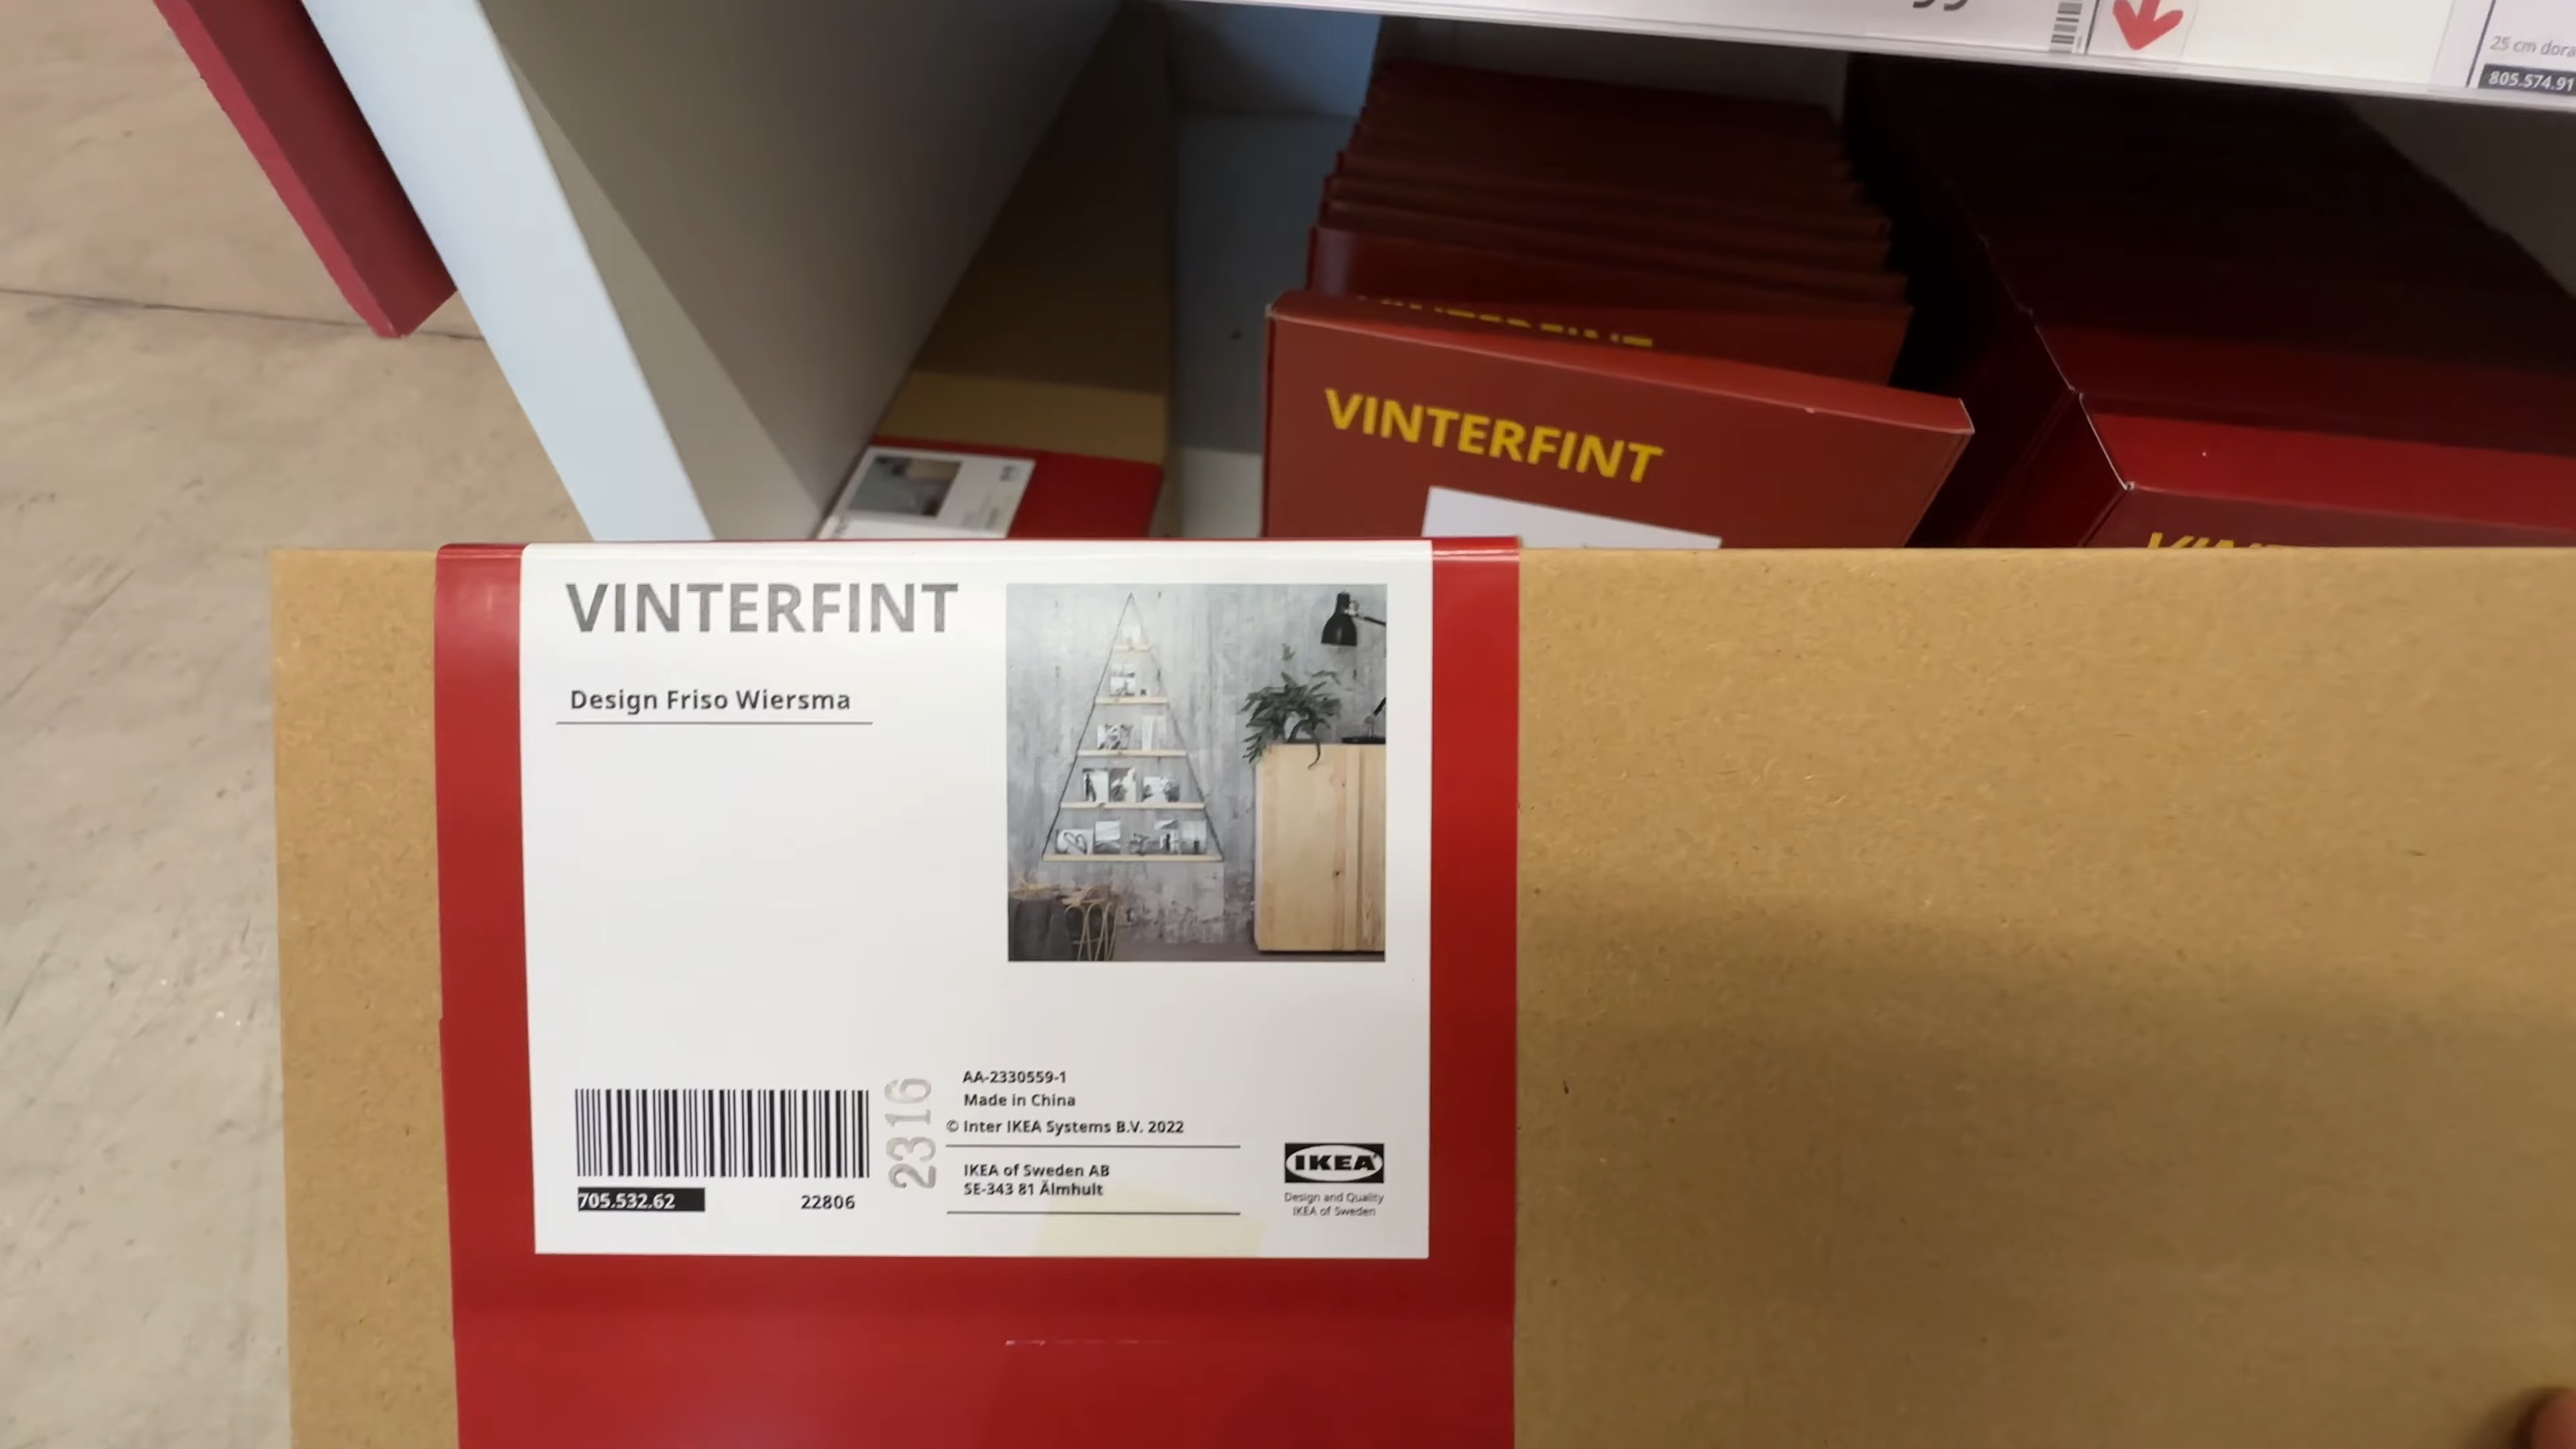 25 cm
805.574.91
VINTERFINT
VINTERFINT
Design Friso Wiersma
2316
AA-2330559-1
Made in China
© Inter IKEA Systems B.V. 2022
IKEA of Sweden AB
SE-343 81 Älmhult
705.532.62
22806
IKEA
Design and Quality
IKEA of Sweden